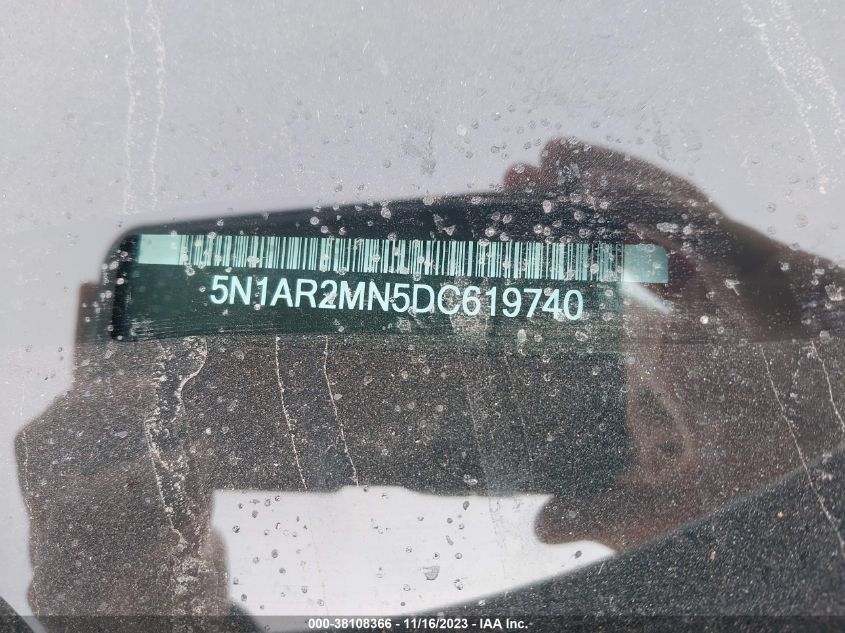 5N1AR2MN5DC619740
000-38108366 - 11/16/2023 - IAA Inc.